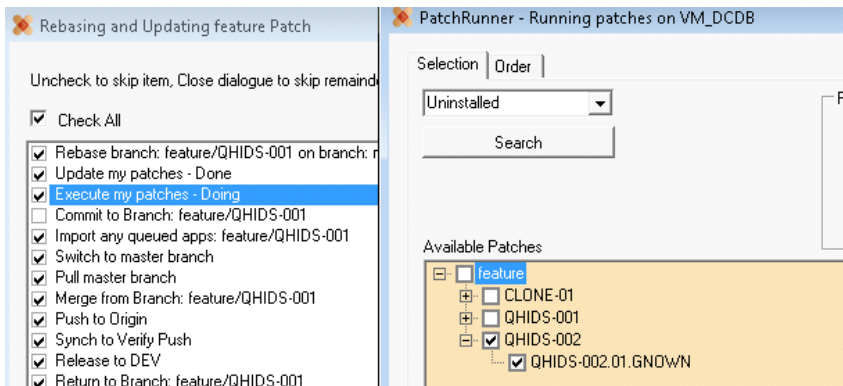 Rebasing and Updating feature Patch
Uncheck to skip item, Close dialogue to skip
Check All
Rebase branch: feature/QHIDS-001 on branch:
Update my patches - Done
Execute my patches - Doing
Commit to Branch: feature/QHIDS-001
Import any queued apps: feature/QHIDS-001
Switch to master branch
Pull master branch
Merge from Branch: feature/QHIDS-001
Push to Origin
Synch to Verify Push
Release to DEV
Return to Branch: feature/QHIDS-001
PatchRunner - Running patches on VM_DCDB
Selection
Order
Uninstalled
Search
Available Patches
feature
CLONE-01
QHIDS-001
QHIDS-002
QHIDS-002.01.GNOWN